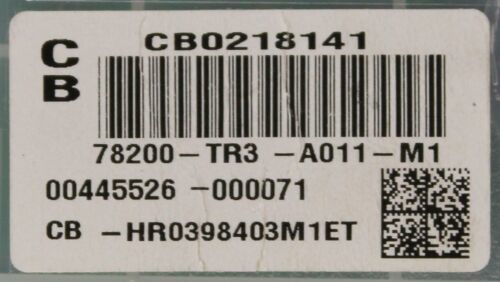 C
B
CB0218141
78200-TR3 -A011-M1
00445526 -000071
CB -HR0398403M1ET